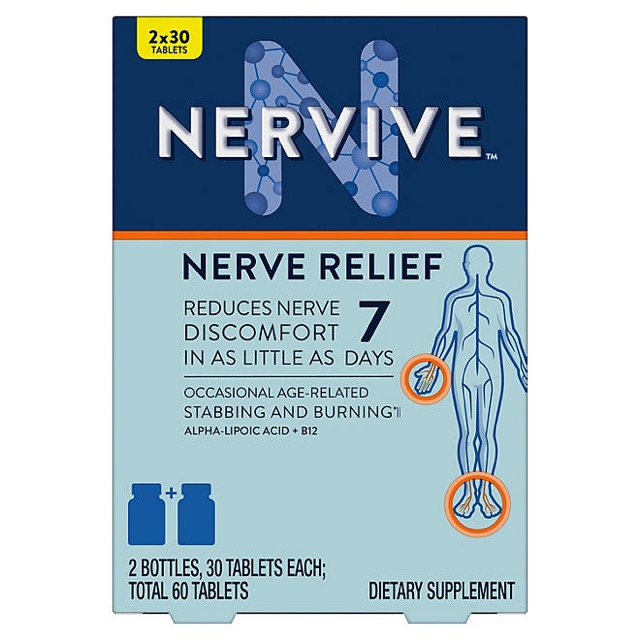 2x30
TABLETS
NERVIVE™
NERVE RELIEF
REDUCES NERVE
DISCOMFORT 7
IN AS LITTLE AS DAYS
OCCASIONAL AGE-RELATED
STABBING AND BURNING*
ALPHA-LIPOIC ACID + B12
+
2 BOTTLES, 30 TABLETS EACH;
TOTAL 60 TABLETS
DIETARY SUPPLEMENT